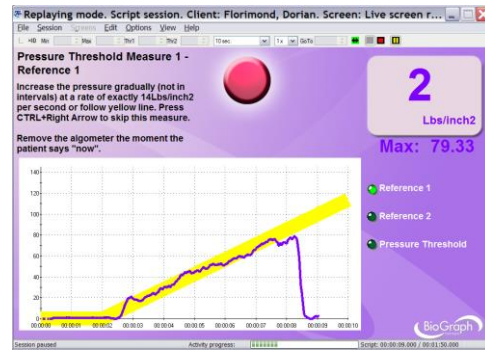 Replaying mode. Script session. Client: Florimond, Dorian. Screen: Live screen r...
File Session Screens Edit Options View Help
Min Max Thr1 Thr2 10 sec 1x GoTo
Pressure Threshold Measure 1 -
Reference 1
Increase the pressure gradually (not in
intervals) at a rate of exactly 14Lbs/inch2
per second or follow yellow line. Press
CTRL+Right Arrow to skip this measure.
Remove the algometer the moment the
patient says "now".
2
Lbs/inch2
Max: 79.33
Reference 1
Reference 2
Pressure Threshold
140
120
100
80
60
40
20
0
00:00:00 00:00:01 00:00:02 00:00:03 00:00:04 00:00:05 00:00:06 00:00:07 00:00:08 00:00:09 00:00:10
BioGraph
Session paused Activity progress: Script: 00:00:09.000 / 00:01:50.000